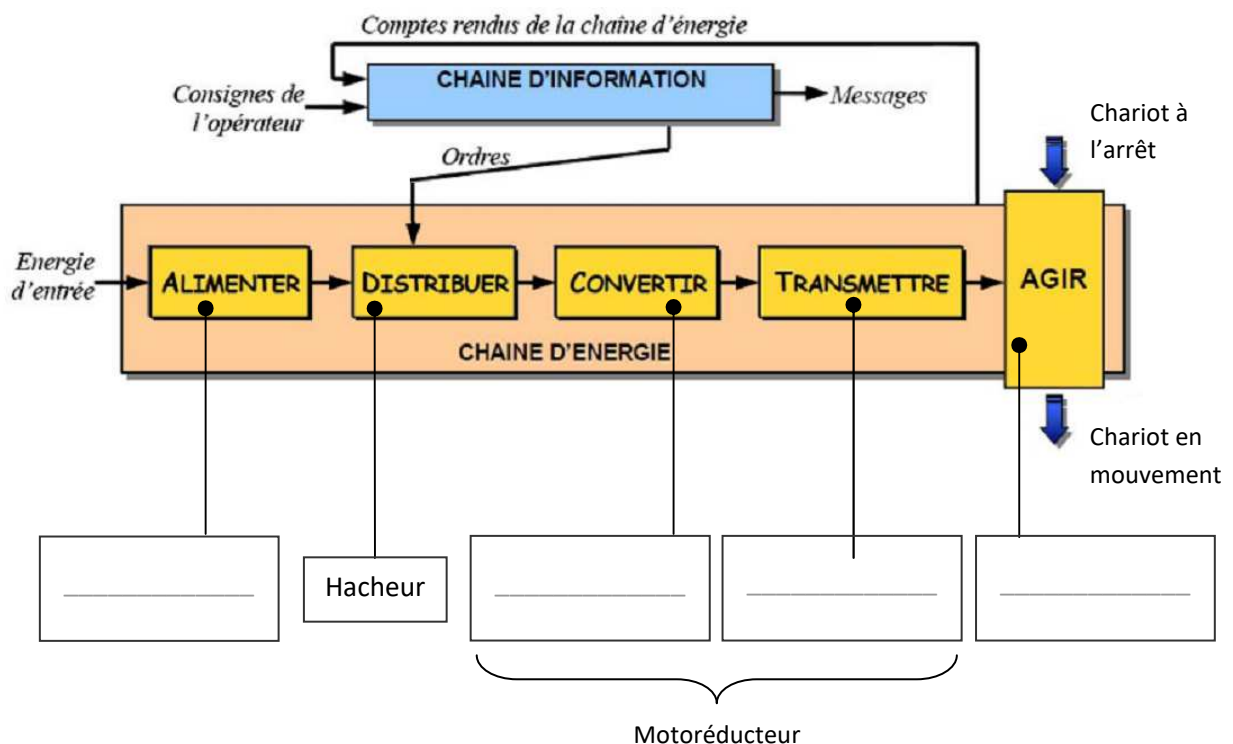 Comptes rendus de la chaîne d'énergie
CHAINE D'INFORMATION
Consignes de
l'opérateur
Messages
Chariot à
l'arrêt
Ordres
Energie
d'entrée
ALIMENTER
DISTRIBUER
CONVERTIR
TRANSMETTRE
AGIR
CHAINE D'ENERGIE
Chariot en
mouvement
Hacheur
Motoréducteur